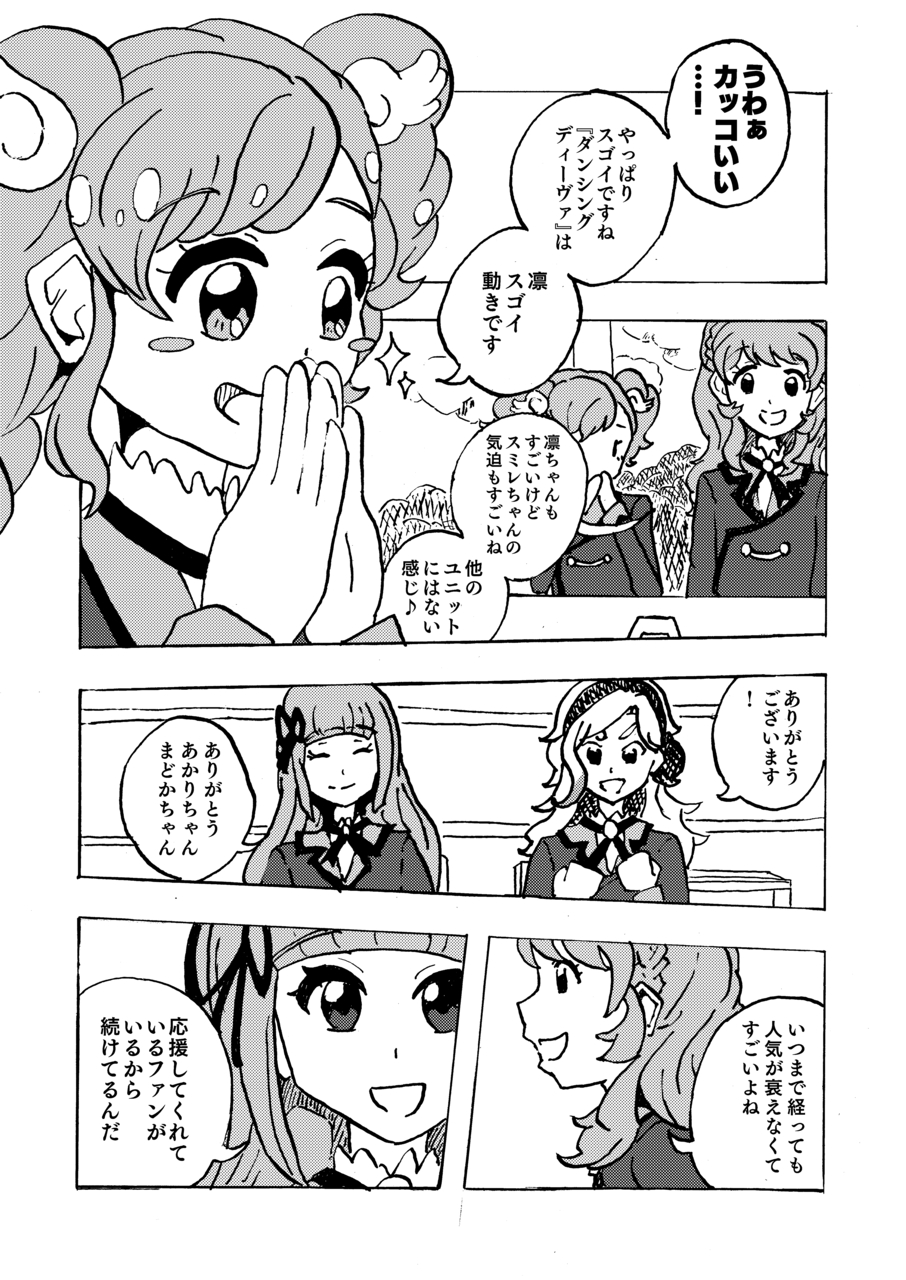 うわぁ
カッコいい
…！
やっぱり
スゴイですね
『ダンシング
ディーヴァ』は
凛
スゴイ
動きです
凛ちゃんも
すごいけど
スミレちゃんの
気迫もすごいね
他の
ユニット
にはない
感じ♪
ありがとう
ございます
！
ありがとう
あかりちゃん
まどかちゃん
いつまで経っても
人気が衰えなくて
すごいよね
応援してくれて
いるファンが
いるから
続けてるんだ